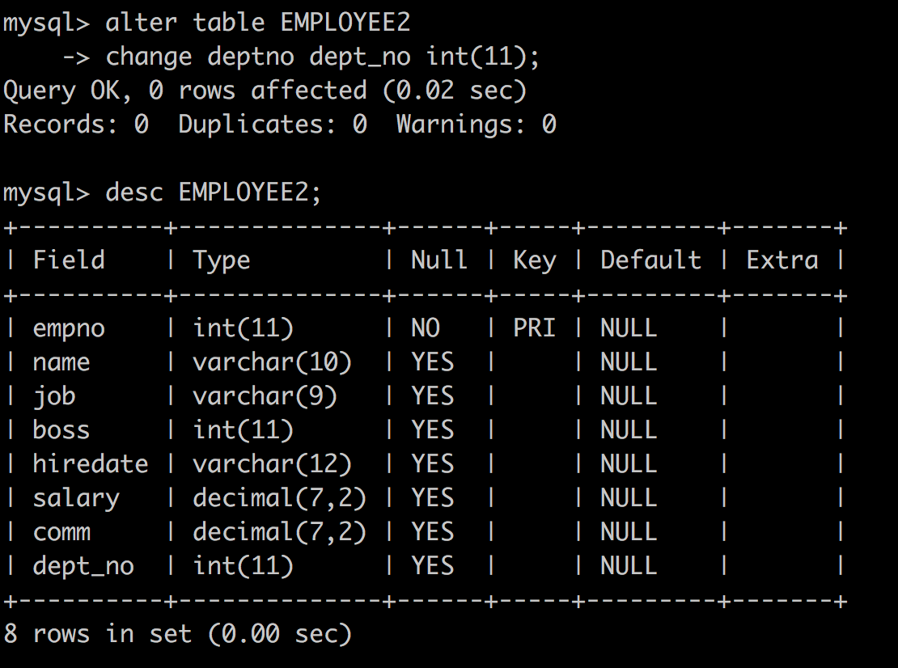 mysql> alter table EMPLOYEE2
    -> change deptno dept_no int(11);
Query OK, 0 rows affected (0.02 sec)
Records: 0  Duplicates: 0  Warnings: 0

mysql> desc EMPLOYEE2;
+----------+--------------+------+-----+---------+-------+
| Field    | Type         | Null | Key | Default | Extra |
+----------+--------------+------+-----+---------+-------+
| empno    | int(11)      | NO   | PRI | NULL    |       |
| name     | varchar(10)  | YES  |     | NULL    |       |
| job      | varchar(9)   | YES  |     | NULL    |       |
| boss     | int(11)      | YES  |     | NULL    |       |
| hiredate | varchar(12)  | YES  |     | NULL    |       |
| salary   | decimal(7,2) | YES  |     | NULL    |       |
| comm     | decimal(7,2) | YES  |     | NULL    |       |
| dept_no  | int(11)      | YES  |     | NULL    |       |
+----------+--------------+------+-----+---------+-------+
8 rows in set (0.00 sec)